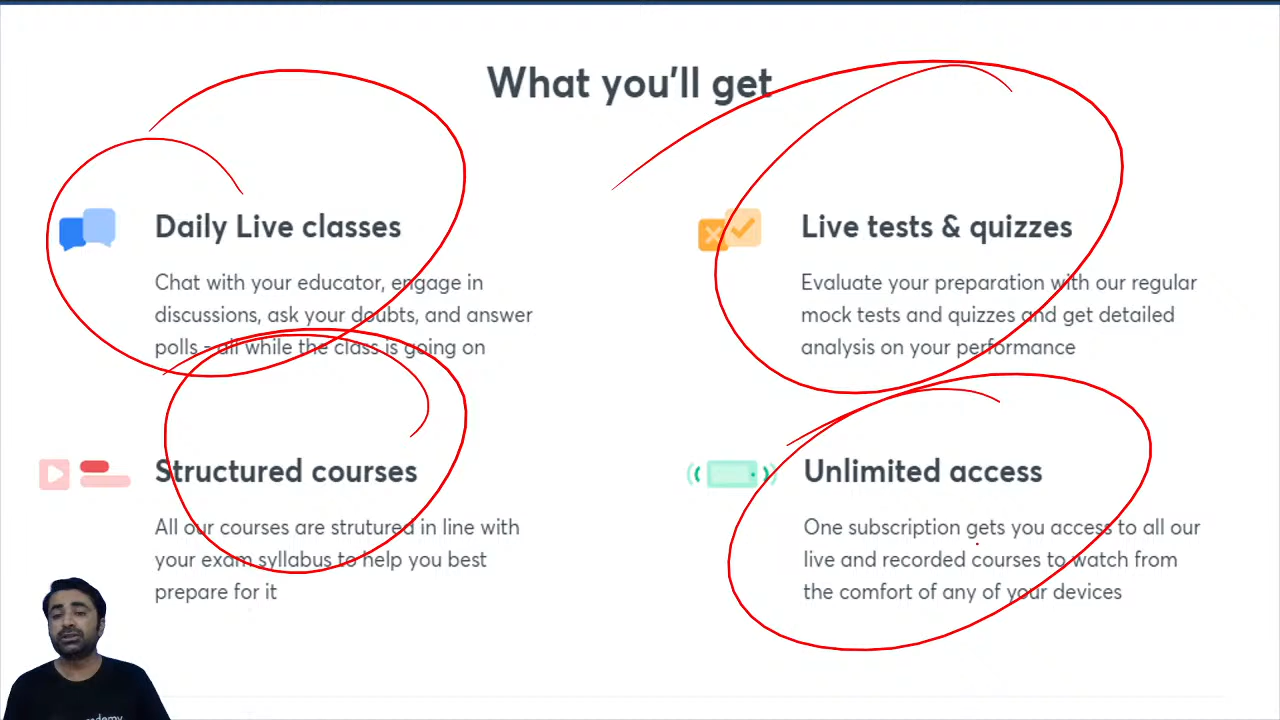 What you'll get
Daily Live classes
Chat with your educator, engage in
discussions, ask your doubts, and answer
polls - all while the class is going on
Live tests & quizzes
Evaluate your preparation with our regular
mock tests and quizzes and get detailed
analysis on your performance
Structured courses
All our courses are strutured in line with
your exam syllabus to help you best
prepare for it
Unlimited access
One subscription gets you access to all our
live and recorded courses to watch from
the comfort of any of your devices